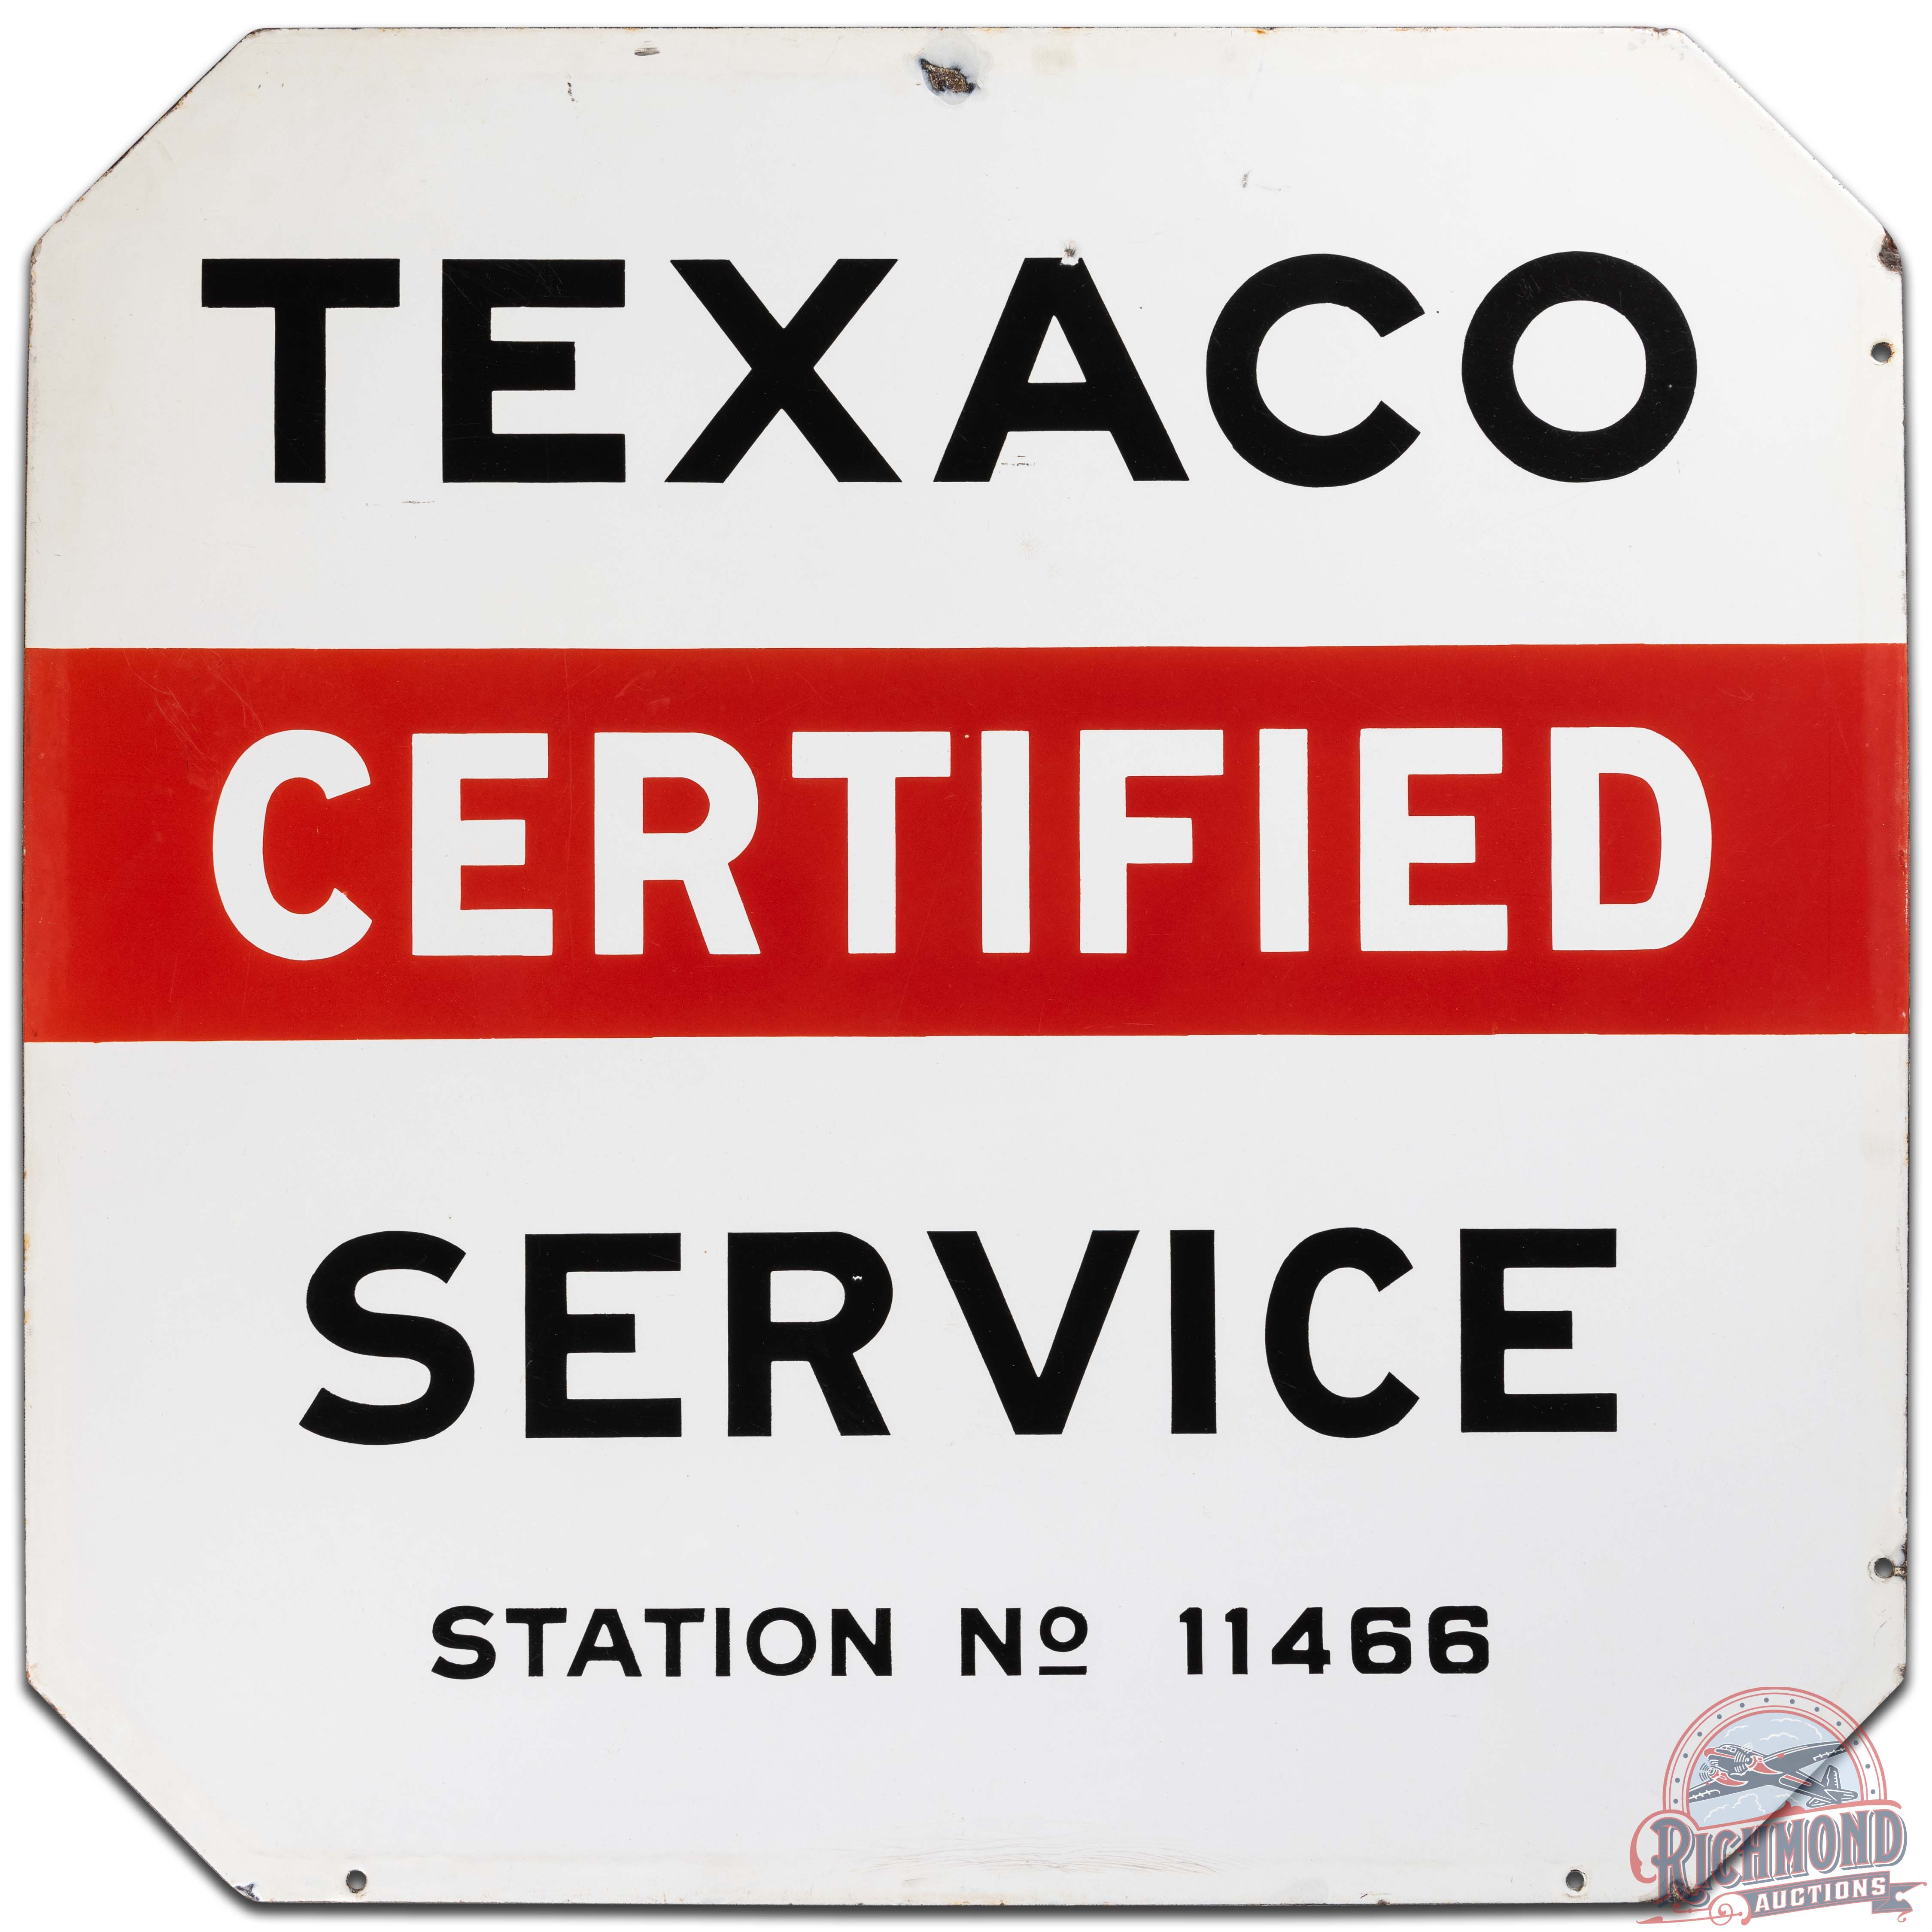 TEXACO
CERTIFIED
SERVICE
STATION Nº 11466
RICHMOND
AUCTIONS